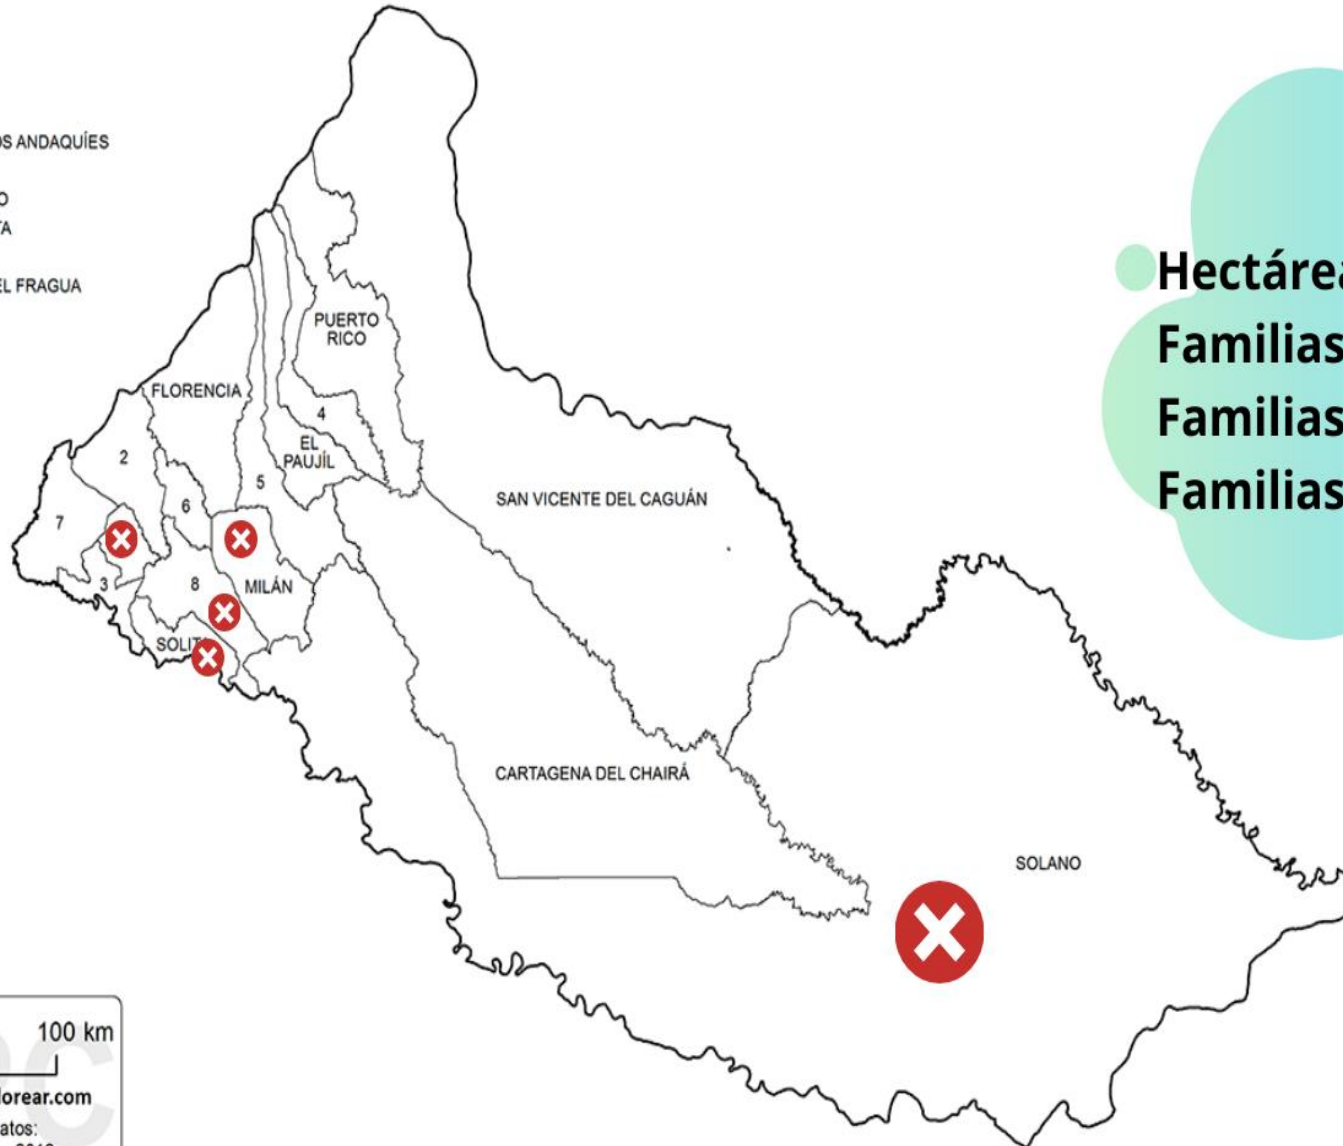 OS ANDAQUÍES
O
TA
EL FRAGUA
PUERTO
RICO
FLORENCIA
4
EL
PAUJÍL
2
5
6
7
SAN VICENTE DEL CAGUÁN
3
8
MILÁN
SOLIT
CARTAGENA DEL CHAIRÁ
SOLANO
Hectárea
Familias
Familias
Familias
100 km
lorear.com
atos: